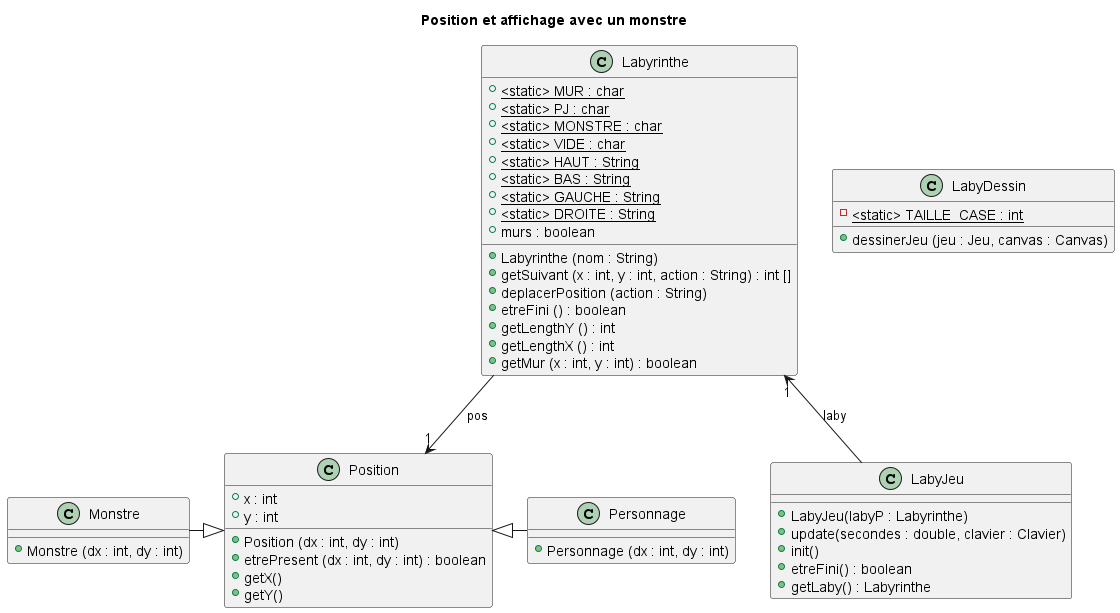 Position et affichage avec un monstre
C Labyrinthe
<static> MUR : char
<static> PJ : char
<static> MONSTRE : char
<static> VIDE : char
<static> HAUT : String
<static> BAS : String
<static> GAUCHE : String
<static> DROITE : String
murs : boolean
Labyrinthe (nom : String)
getSuivant (x : int, y : int, action : String) : int []
deplacerPosition (action : String)
etreFini () : boolean
getLengthY () : int
getLengthX () : int
getMur (x : int, y : int) : boolean
C LabyDessin
<static> TAILLE_CASE : int
dessinerJeu (jeu : Jeu, canvas : Canvas)
pos
1
laby
1
C Monstre
Monstre (dx : int, dy : int)
C Position
x : int
y : int
Position (dx : int, dy : int)
etrePresent (dx : int, dy : int) : boolean
getX()
getY()
C Personnage
Personnage (dx : int, dy : int)
C LabyJeu
LabyJeu(labyP : Labyrinthe)
update(secondes : double, clavier : Clavier)
init()
etreFini() : boolean
getLaby() : Labyrinthe